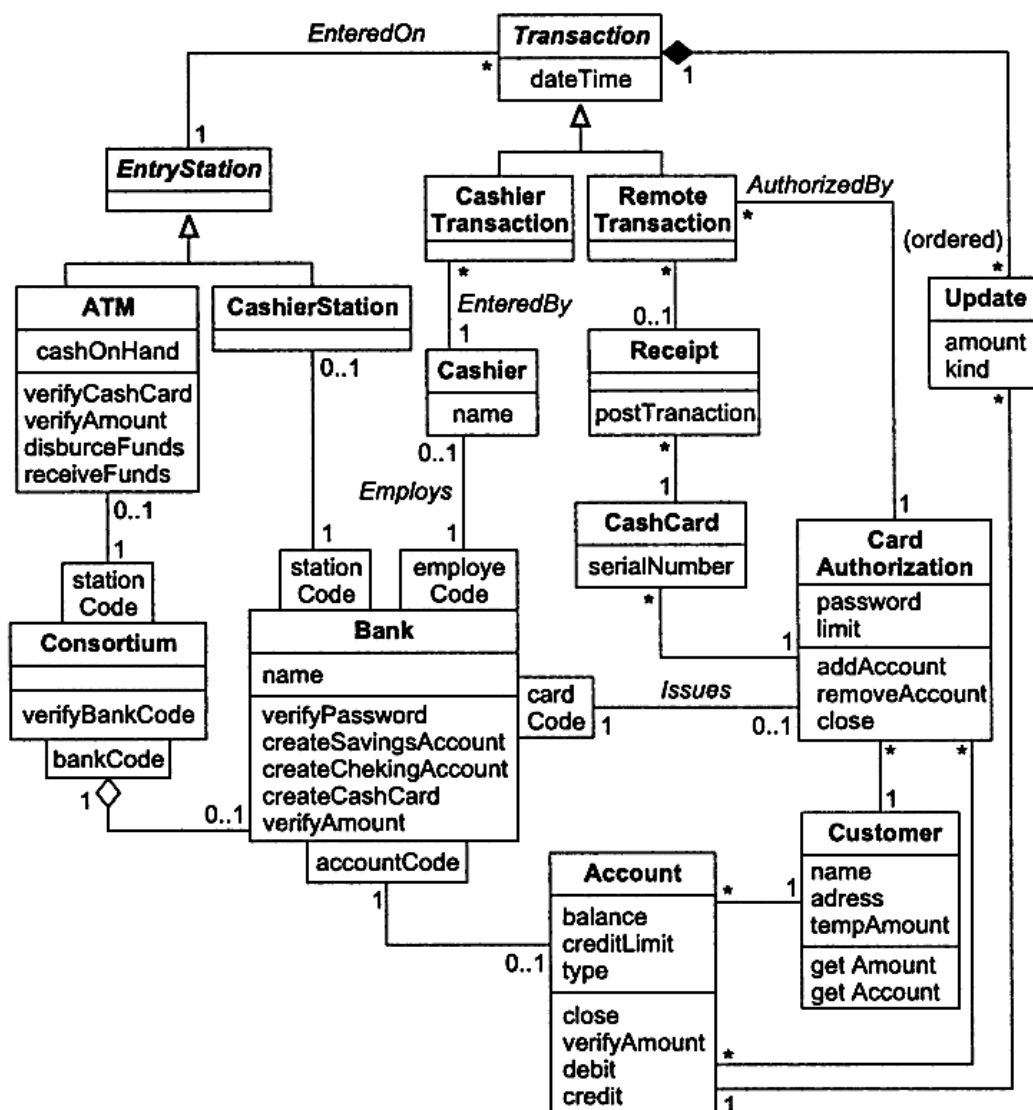 EnteredOn
Transaction
*
1
dateTime
1
EntryStation
Cashier
Transaction
Remote
Transaction
AuthorizedBy
*
(ordered)
*
*
*
ATM
CashierStation
EnteredBy
Update
cashOnHand
0..1
1
0..1
amount
kind
Cashier
Receipt
verifyCashCard
verifyAmount
disburceFunds
receiveFunds
name
postTranaction
*
0..1
*
0..1
Employs
1
1
CashCard
1
1
1
Card
Authorization
station
Code
station
Code
employe
Code
serialNumber
*
password
limit
Consortium
Bank
1
name
card
Code
Issues
addAccount
removeAccount
close
verifyBankCode
verifyPassword
createSavingsAccount
createChekingAccount
createCashCard
verifyAmount
1
0..1
bankCode
*
*
1
0..1
1
Customer
accountCode
Account
name
adress
tempAmount
*
1
1
balance
creditLimit
type
0..1
get Amount
get Account
close
verifyAmount
debit
credit
*
1